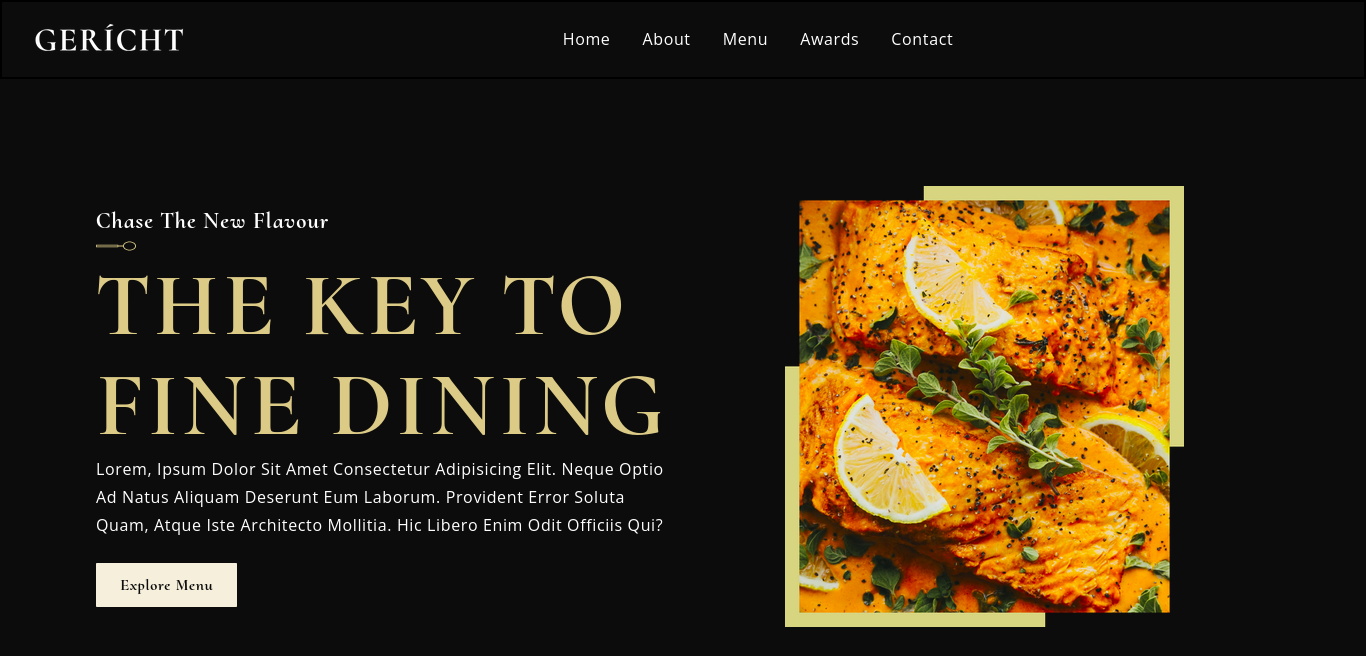 GERÍCHT
Home About Menu Awards Contact
Chase The New Flavour
THE KEY TO
FINE DINING
Lorem, Ipsum Dolor Sit Amet Consectetur Adipisicing Elit. Neque Optio
Ad Natus Aliquam Deserunt Eum Laborum. Provident Error Soluta
Quam, Atque Iste Architecto Mollitia. Hic Libero Enim Odit Officiis Qui?
Explore Menu